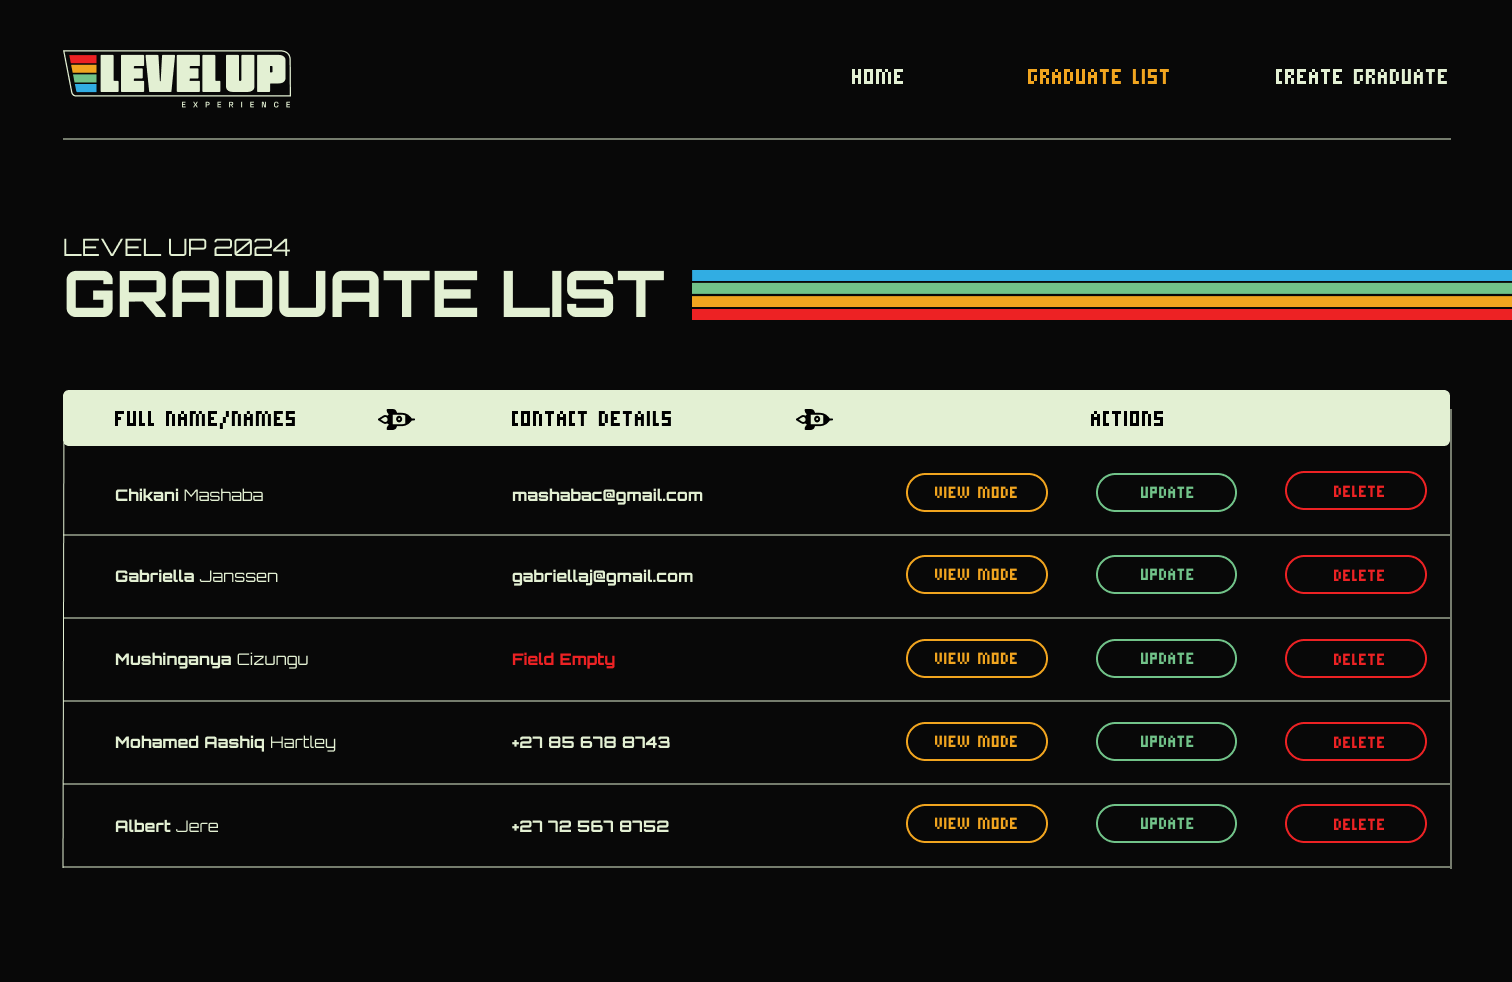 LEVEL UP
EXPERIENCE
HOME GRADUATE LIST CREATE GRADUATE
LEVEL UP 2024
GRADUATE LIST
FULL NAME/NAMES CONTACT DETAILS ACTIONS
Chikani Mashaba mashabac@gmail.com VIEW MODE UPDATE DELETE
Gabriella Janssen gabriellaj@gmail.com VIEW MODE UPDATE DELETE
Mushinganya Cizungu Field Empty VIEW MODE UPDATE DELETE
Mohamed Aashiq Hartley +27 85 678 8743 VIEW MODE UPDATE DELETE
Albert Jere +27 72 567 8752 VIEW MODE UPDATE DELETE